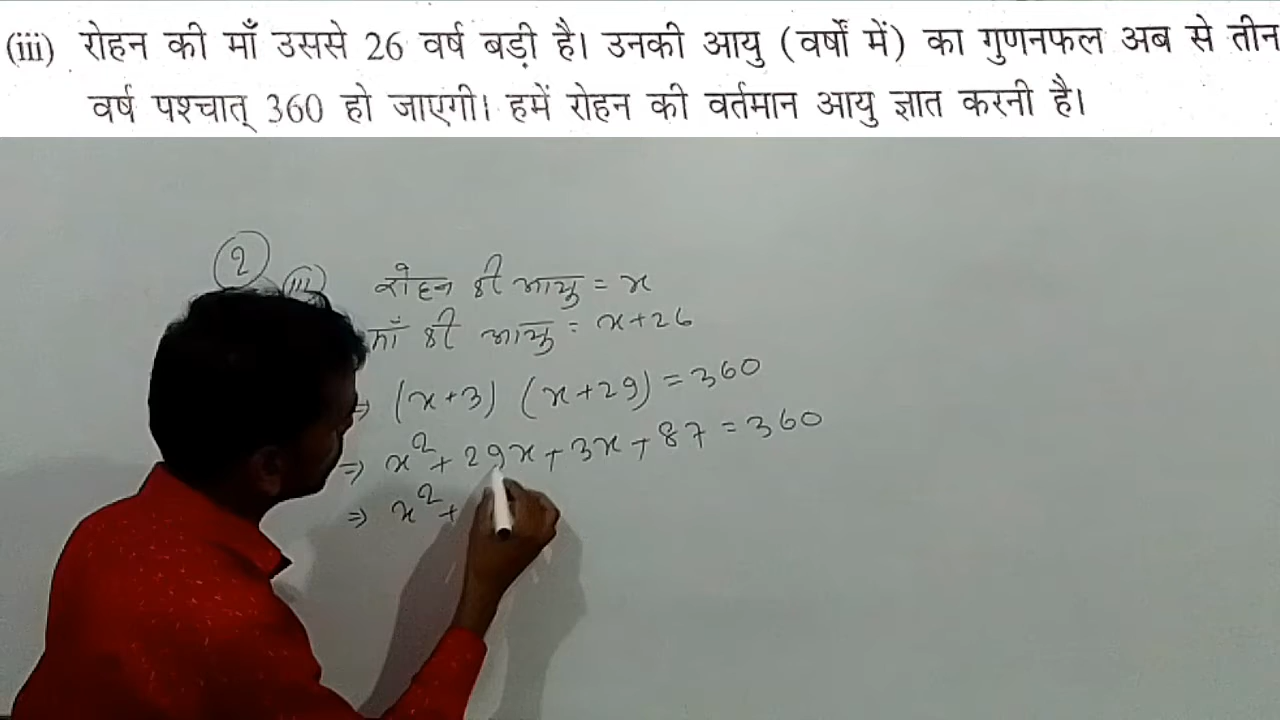 (iii) रोहन की माँ उससे 26 वर्ष बड़ी है। उनकी आयु (वर्षों में) का गुणनफल अब से तीन
वर्ष पश्चात् 360 हो जाएगी। हमें रोहन की वर्तमान आयु ज्ञात करनी है।
2
iii रोहन की आयु = x
माँ की आयु = x+26
⇒ (x+3) (x+29) = 360
⇒ x² + 29x + 3x + 87 = 360
⇒ x² +